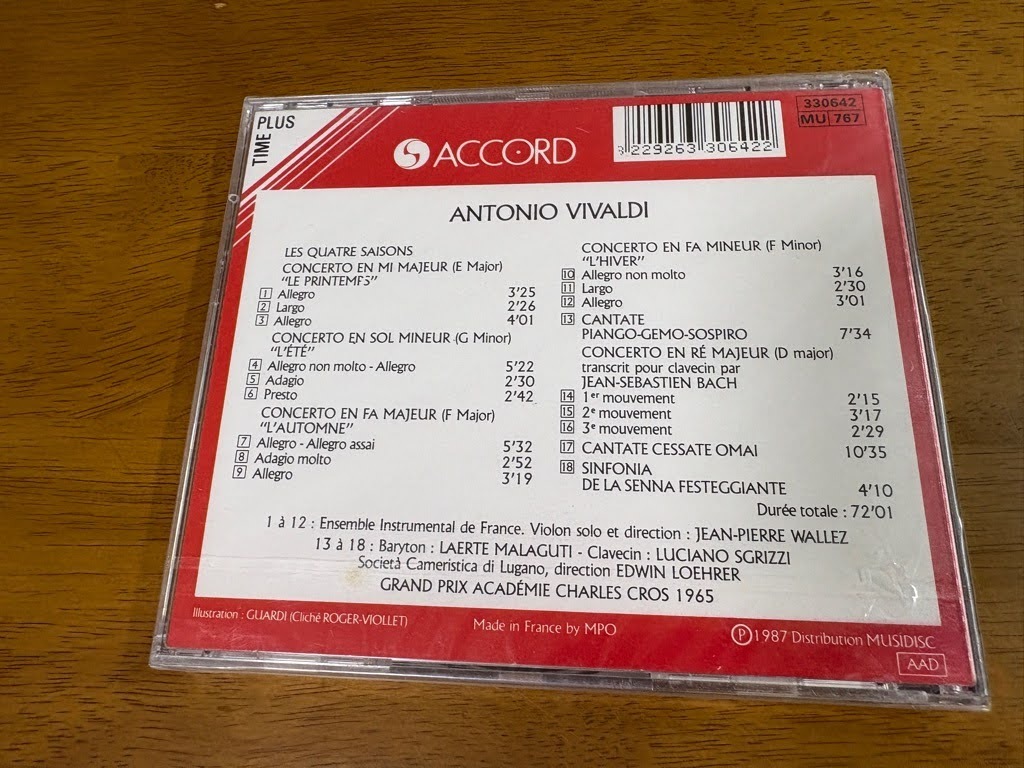 TIME PLUS
ACCORD
3 229263 306422
330642
MU 767
ANTONIO VIVALDI
LES QUATRE SAISONS
CONCERTO EN MI MAJEUR (E Major)
“LE PRINTEMPS”
1 Allegro 3'25
2 Largo 2'26
3 Allegro 4'01
CONCERTO EN SOL MINEUR (G Minor)
“L'ÉTÉ”
4 Allegro non molto - Allegro 5'22
5 Adagio 2'30
6 Presto 2'42
CONCERTO EN FA MAJEUR (F Major)
“L'AUTOMNE”
7 Allegro - Allegro assai 5'32
8 Adagio molto 2'52
9 Allegro 3'19
CONCERTO EN FA MINEUR (F Minor)
“L'HIVER”
10 Allegro non molto 3'16
11 Largo 2'30
12 Allegro 3'01
13 CANTATE
PIANGO-GEMO-SOSPIRO 7'34
CONCERTO EN RÉ MAJEUR (D major)
transcrit pour clavecin par
JEAN-SEBASTIEN BACH
14 1er mouvement 2'15
15 2e mouvement 3'17
16 3e mouvement 2'29
17 CANTATE CESSATE OMAI 10'35
18 SINFONIA
DE LA SENNA FESTEGGIANTE 4'10
Durée totale : 72'01
1 à 12 : Ensemble Instrumental de France. Violon solo et direction : JEAN-PIERRE WALLEZ
13 à 18 : Baryton : LAERTE MALAGUTI - Clavecin : LUCIANO SGRIZZI
Società Cameristica di Lugano, direction EDWIN LOEHRER
GRAND PRIX ACADÉMIE CHARLES CROS 1965
Illustration : GUARDI (Cliché ROGER-VIOLLET)
Made in France by MPO
Ⓟ 1987 Distribution MUSIDISC
AAD